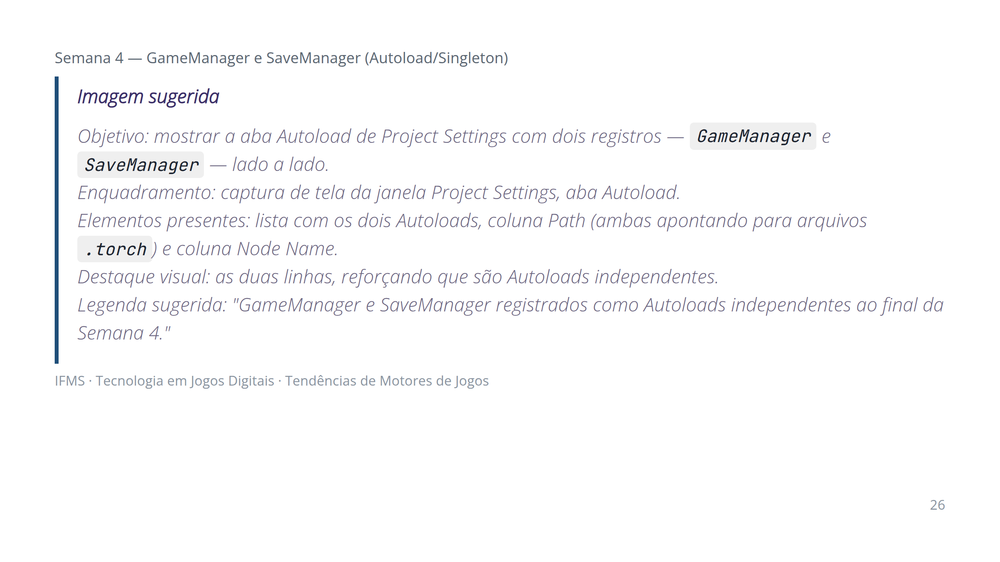 Semana 4 — GameManager e SaveManager (Autoload/Singleton)
Imagem sugerida
Objetivo: mostrar a aba Autoload de Project Settings com dois registros — GameManager e
SaveManager — lado a lado.
Enquadramento: captura de tela da janela Project Settings, aba Autoload.
Elementos presentes: lista com os dois Autoloads, coluna Path (ambas apontando para arquivos
.torch) e coluna Node Name.
Destaque visual: as duas linhas, reforçando que são Autoloads independentes.
Legenda sugerida: "GameManager e SaveManager registrados como Autoloads independentes ao final da
Semana 4."
IFMS · Tecnologia em Jogos Digitais · Tendências de Motores de Jogos
26